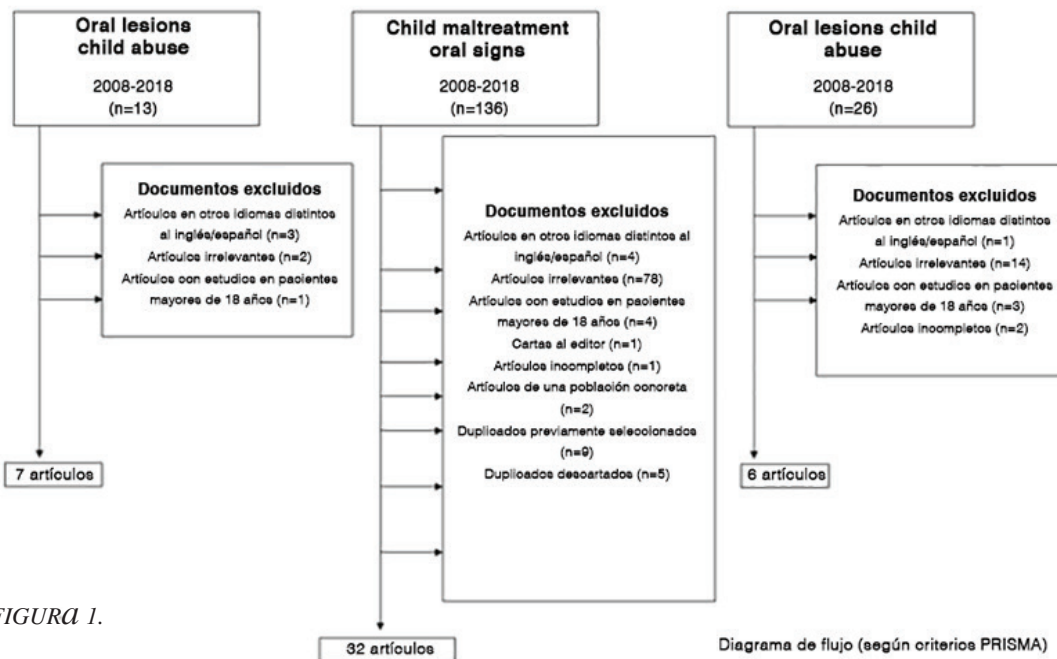 Oral lesions
child abuse
2008-2018
(n=13)
Documentos excluidos
Artículos en otros idiomas distintos
al inglés/español (n=3)
Artículos irrelevantes (n=2)
Artículos con estudios en pacientes
mayores de 18 años (n=1)
7 artículos
Child maltreatment
oral signs
2008-2018
(n=136)
Documentos excluidos
Artículos en otros idiomas distintos al
inglés/español (n=4)
Artículos irrelevantes (n=78)
Artículos con estudios en pacientes
mayores de 18 años (n=4)
Cartas al editor (n=1)
Artículos incompletos (n=1)
Artículos de una población concreta
(n=2)
Duplicados previamente seleccionados
(n=9)
Duplicados descartados (n=5)
32 artículos
Oral lesions child
abuse
2008-2018
(n=26)
Documentos excluidos
Artículos en otros idiomas distintos
al inglés/español (n=1)
Artículos irrelevantes (n=14)
Artículos con estudios en pacientes
mayores de 18 años (n=3)
Artículos incompletos (n=2)
6 artículos
FIGURa 1.
Diagrama de flujo (según criterios PRISMA)